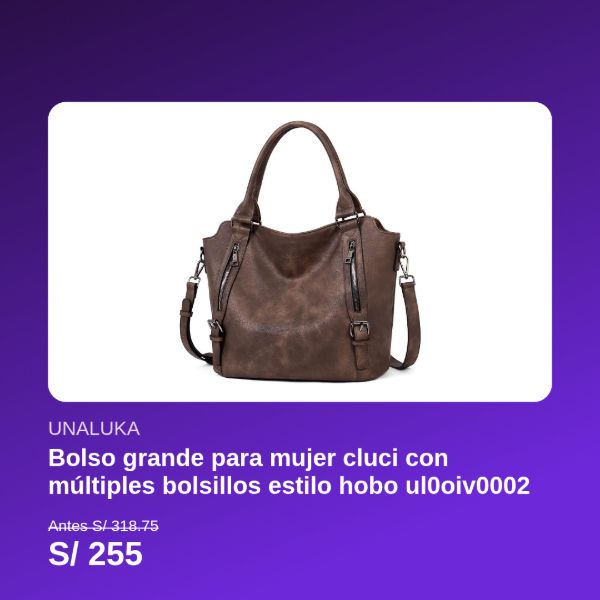 UNALUKA
Bolso grande para mujer cluci con
múltiples bolsillos estilo hobo ul0oiv0002
Antes S/ 318.75
S/ 255